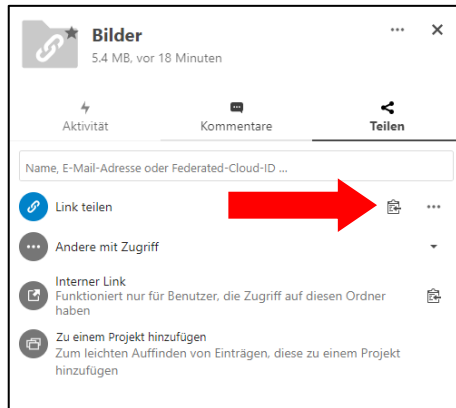 Bilder
5.4 MB, vor 18 Minuten
Aktivität
Kommentare
Teilen
Name, E-Mail-Adresse oder Federated-Cloud-ID ...
Link teilen
Andere mit Zugriff
Interner Link
Funktioniert nur für Benutzer, die Zugriff auf diesen Ordner
haben
Zu einem Projekt hinzufügen
Zum leichten Auffinden von Einträgen, diese zu einem Projekt
hinzufügen